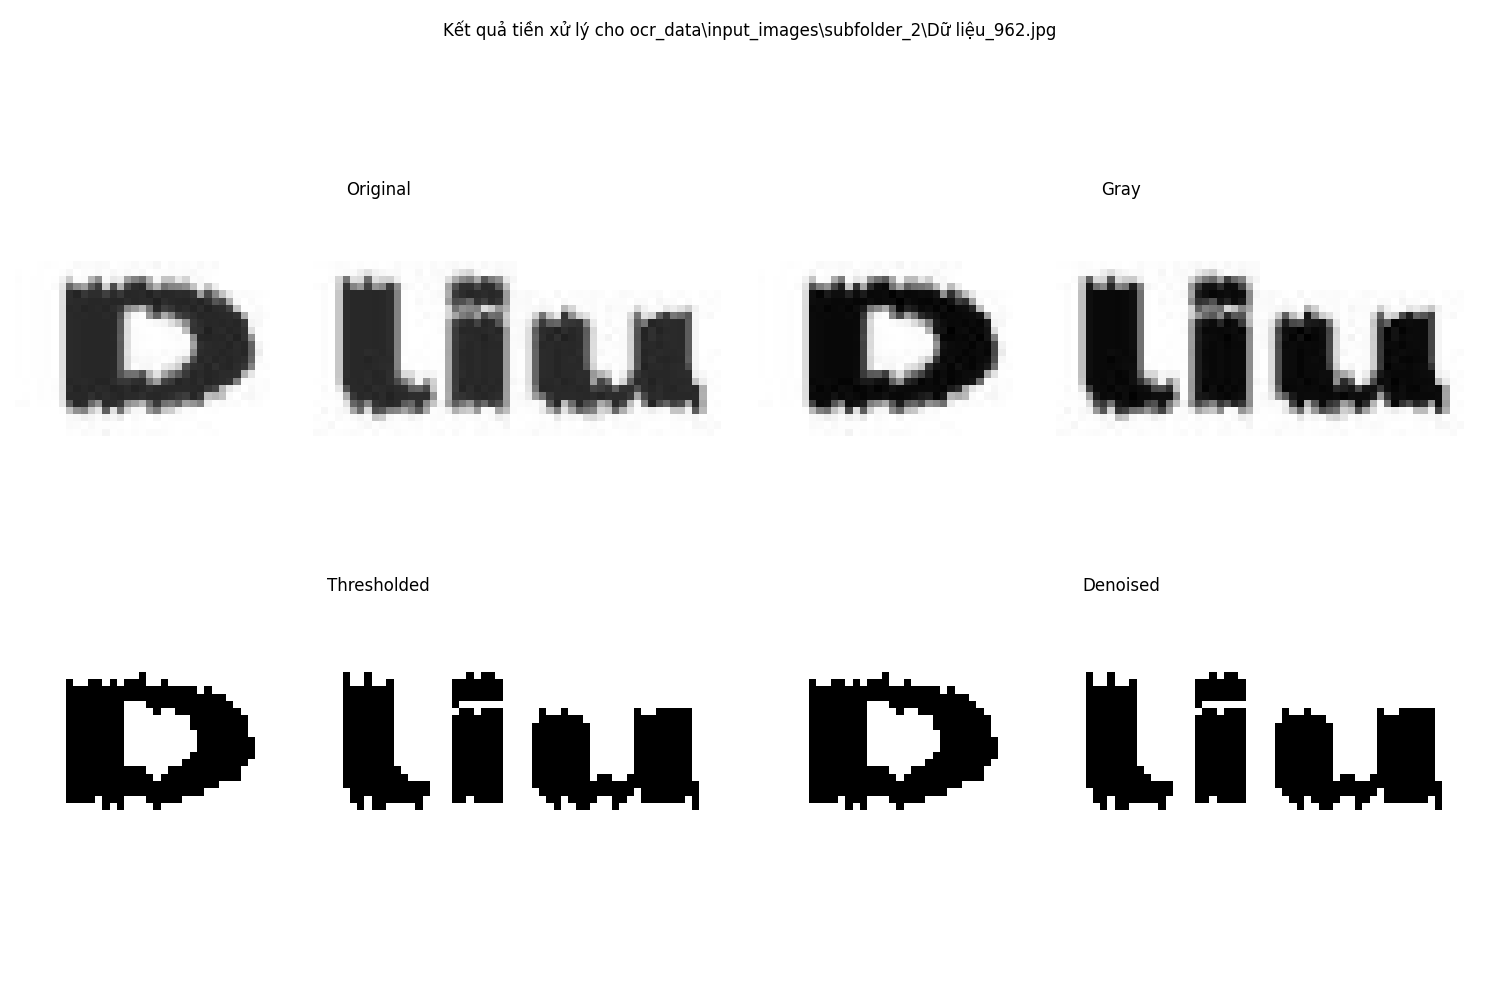 Kết quả tiền xử lý cho ocr_data\input_images\subfolder_2\Dữ liệu_962.jpg
Original
Gray
D liu
D liu
Thresholded
Denoised
D liu
D liu